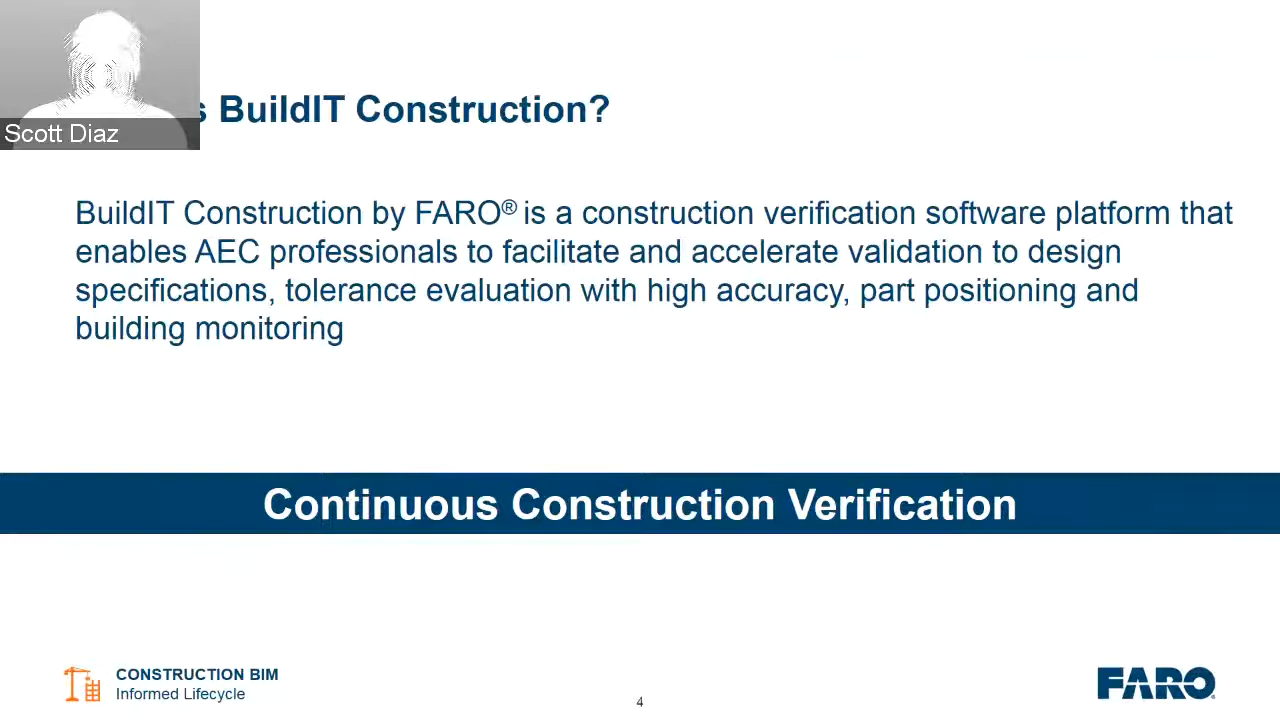 s BuildIT Construction?
Scott Diaz
BuildIT Construction by FARO® is a construction verification software platform that
enables AEC professionals to facilitate and accelerate validation to design
specifications, tolerance evaluation with high accuracy, part positioning and
building monitoring
Continuous Construction Verification
CONSTRUCTION BIM
Informed Lifecycle
4
FARO